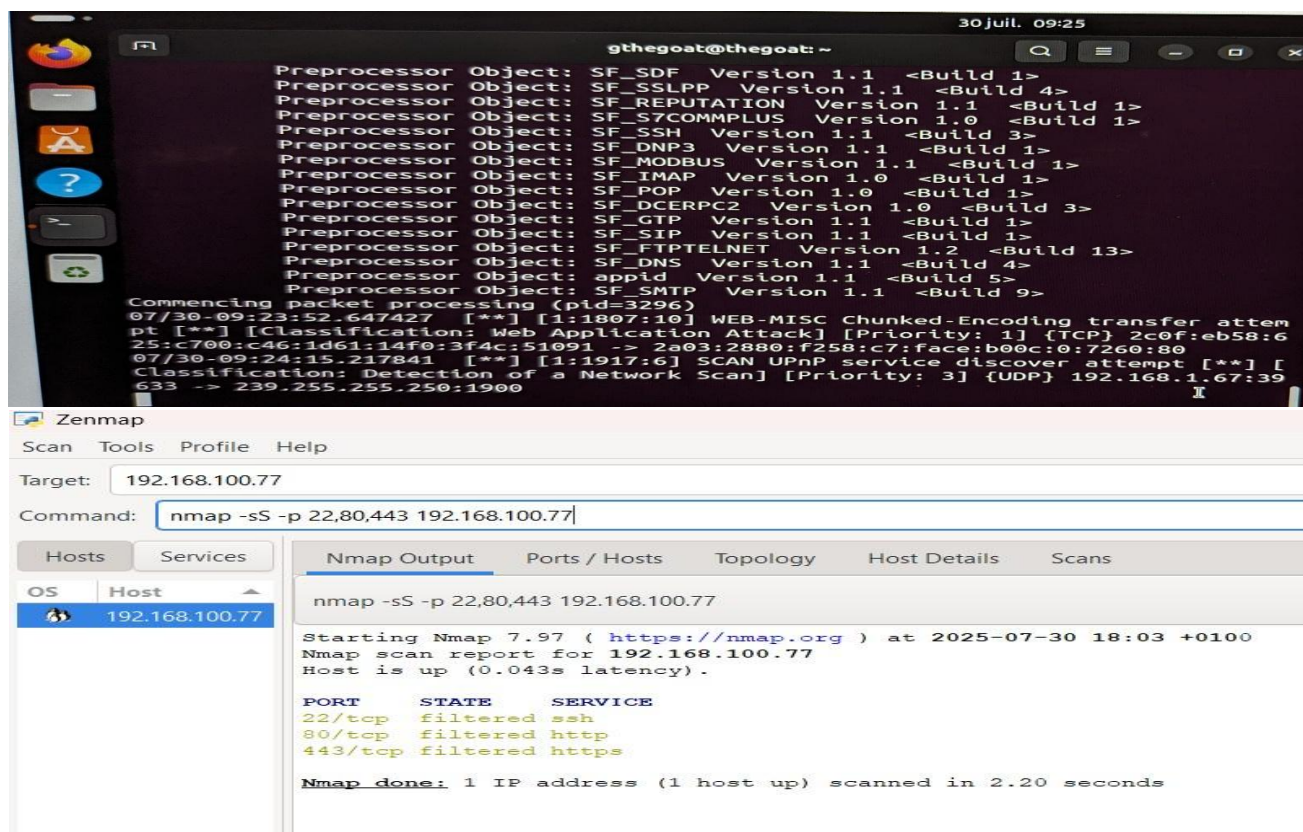 30 juil. 09:25
gthegoat@thegoat: ~
Preprocessor Object: SF_SDF Version 1.1 <Build 1>
Preprocessor Object: SF_SSLPP Version 1.1 <Build 4>
Preprocessor Object: SF_REPUTATION Version 1.1 <Build 1>
Preprocessor Object: SF_S7COMMPLUS Version 1.0 <Build 1>
Preprocessor Object: SF_SSH Version 1.1 <Build 3>
Preprocessor Object: SF_DNP3 Version 1.1 <Build 1>
Preprocessor Object: SF_MODBUS Version 1.1 <Build 1>
Preprocessor Object: SF_IMAP Version 1.0 <Build 1>
Preprocessor Object: SF_POP Version 1.0 <Build 1>
Preprocessor Object: SF_DCERPC2 Version 1.0 <Build 3>
Preprocessor Object: SF_GTP Version 1.1 <Build 1>
Preprocessor Object: SF_SIP Version 1.1 <Build 1>
Preprocessor Object: SF_FTPTELNET Version 1.2 <Build 13>
Preprocessor Object: SF_DNS Version 1.1 <Build 4>
Preprocessor Object: appid Version 1.1 <Build 5>
Preprocessor Object: SF_SMTP Version 1.1 <Build 9>
Commencing packet processing (pid=3296)
07/30-09:23:52.647427 [**] [1:1807:10] WEB-MISC Chunked-Encoding transfer attem
pt [**] [Classification: Web Application Attack] [Priority: 1] {TCP} 2c0f:eb58:6
25:c700:c46:1d61:14f0:3f4c:51091 -> 2a03:2880:f258:c7:face:b00c:0:7260:80
07/30-09:24:15.217841 [**] [1:1917:6] SCAN UPnP service discover attempt [**] [
Classification: Detection of a Network Scan] [Priority: 3] {UDP} 192.168.1.67:39
633 -> 239.255.255.250:1900
Zenmap
Scan Tools Profile Help
Target: 192.168.100.77
Command: nmap -sS -p 22,80,443 192.168.100.77
Hosts Services Nmap Output Ports / Hosts Topology Host Details Scans
OS Host
192.168.100.77
nmap -sS -p 22,80,443 192.168.100.77
Starting Nmap 7.97 ( https://nmap.org ) at 2025-07-30 18:03 +0100
Nmap scan report for 192.168.100.77
Host is up (0.043s latency).
PORT STATE SERVICE
22/tcp filtered ssh
80/tcp filtered http
443/tcp filtered https
Nmap done: 1 IP address (1 host up) scanned in 2.20 seconds